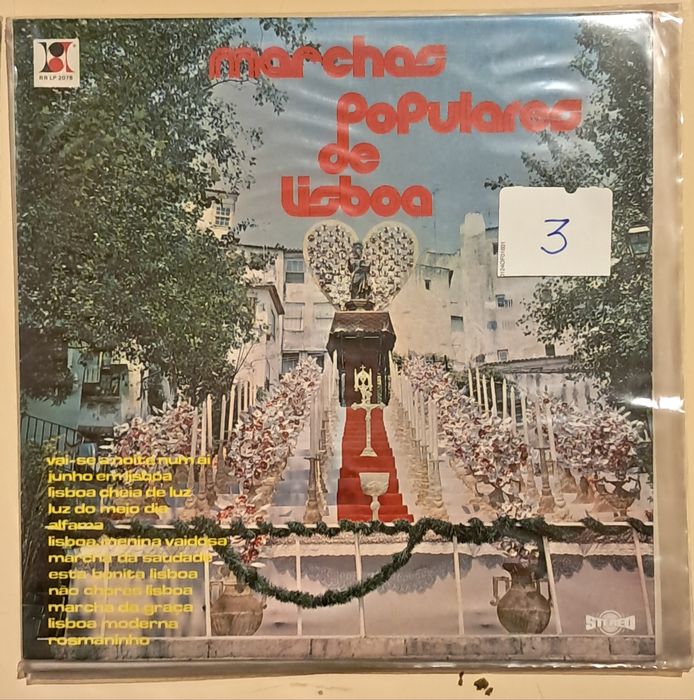 RR LP 2078
marchas
populares
de
lisboa
3
vai-se a noite num ai
junho em lisboa
lisboa cheia de luz
luz do meio dia
alfama
lisboa menina vaidosa
marcha da saudade
esta bonita lisboa
não chores lisboa
marcha da graça
lisboa moderna
rosmaninho
STEREO